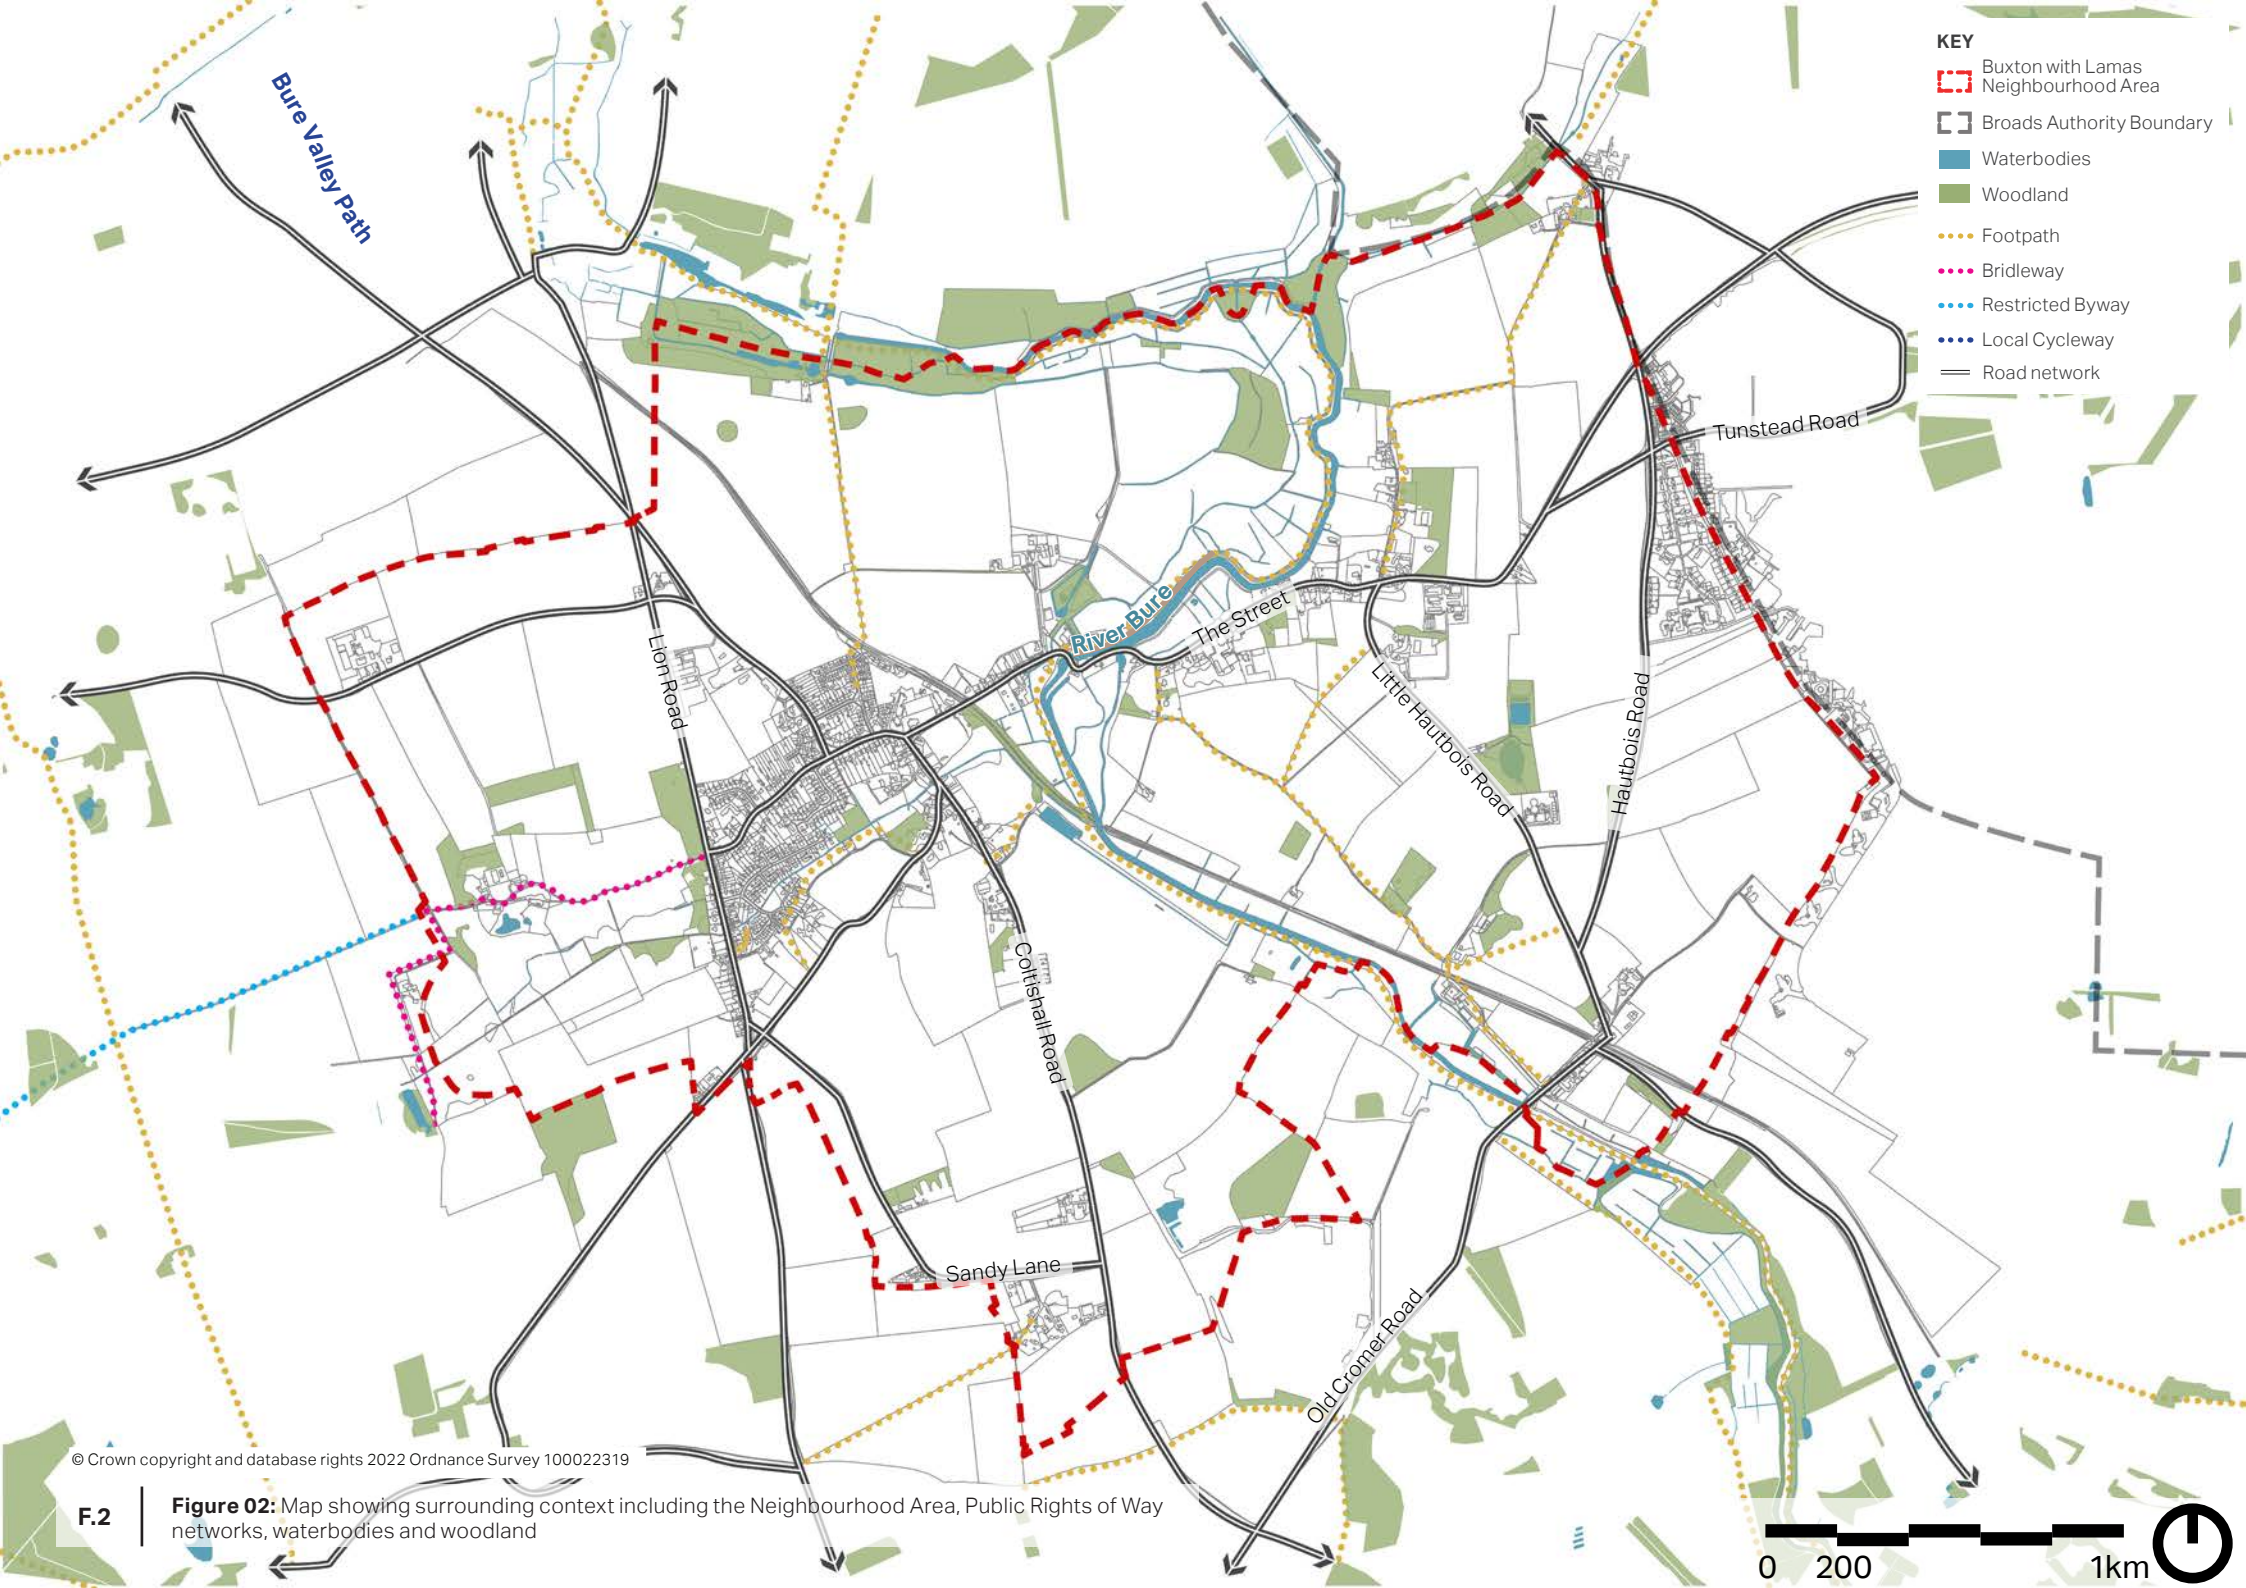 KEY
Buxton with Lamas
Neighbourhood Area
Broads Authority Boundary
Waterbodies
Woodland
Footpath
Bridleway
Restricted Byway
Local Cycleway
Road network
Bure Valley Path
Tunstead Road
River Bure
The Street
Lion Road
Little Hautbois Road
Hautbois Road
Coltishall Road
Sandy Lane
Old Cromer Road
© Crown copyright and database rights 2022 Ordnance Survey 100022319
F.2
Figure 02: Map showing surrounding context including the Neighbourhood Area, Public Rights of Way
networks, waterbodies and woodland
0 200 1km